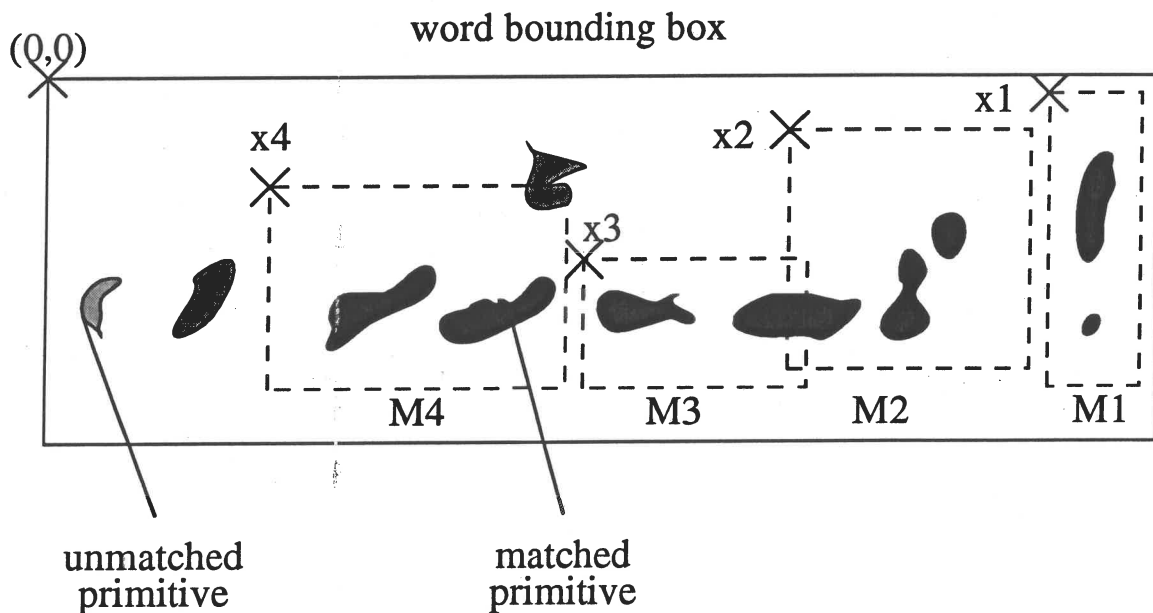 word bounding box
(0,0)
x1
x2
x4
x3
M4
M3
M2
M1
unmatched
primitive
matched
primitive